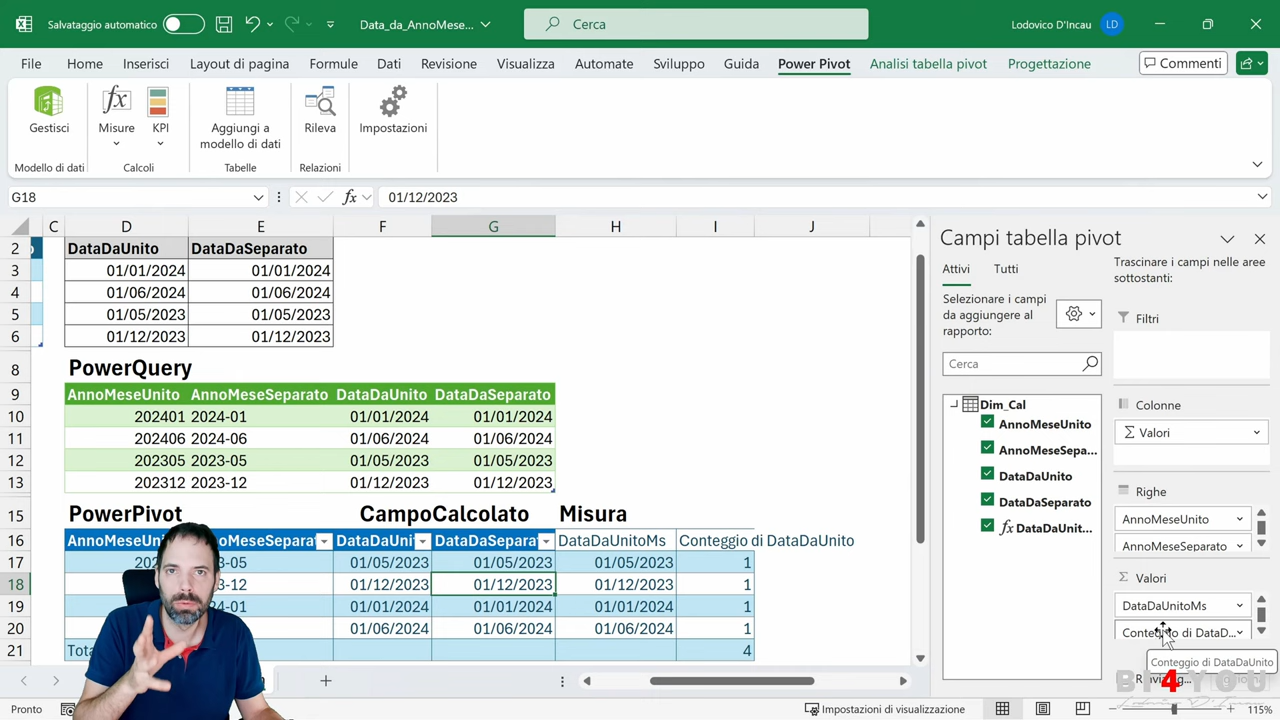 Salvataggio automatico
Data_da_AnnoMese...
Cerca
Lodovico D'Incau
LD
File Home Inserisci Layout di pagina Formule Dati Revisione Visualizza Automate Sviluppo Guida Power Pivot Analisi tabella pivot Progettazione
Commenti
Gestisci
Misure
KPI
Aggiungi a
modello di dati
Rileva
Impostazioni
Modello di dati Calcoli Tabelle Relazioni
G18
fx
01/12/2023
C D E F G H I J
2 DataDaUnito DataDaSeparato
3 01/01/2024 01/01/2024
4 01/06/2024 01/06/2024
5 01/05/2023 01/05/2023
6 01/12/2023 01/12/2023
8 PowerQuery
9 AnnoMeseUnito AnnoMeseSeparato DataDaUnito DataDaSeparato
10 202401 2024-01 01/01/2024 01/01/2024
11 202406 2024-06 01/06/2024 01/06/2024
12 202305 2023-05 01/05/2023 01/05/2023
13 202312 2023-12 01/12/2023 01/12/2023
15 PowerPivot CampoCalcolato Misura
16 DataDaUnitoMs Conteggio di DataDaUnito
17 01/05/2023 01/05/2023 01/05/2023 1
18 01/12/2023 01/12/2023 01/12/2023 1
19 01/01/2024 01/01/2024 01/01/2024 1
20 01/06/2024 01/06/2024 01/06/2024 1
21 4
Campi tabella pivot
Attivi Tutti
Selezionare i campi
da aggiungere al
rapporto:
Cerca
Dim_Cal
AnnoMeseUnito
AnnoMeseSepa...
DataDaUnito
DataDaSeparato
fx DataDaUnit...
Trascinare i campi nelle aree
sottostanti:
Filtri
Colonne
Σ Valori
Righe
AnnoMeseUnito
AnnoMeseSeparato
Σ Valori
DataDaUnitoMs
Conteggio di DataD...
Conteggio di DataDaUnito
BI4YOU
Pronto
Impostazioni di visualizzazione
115%